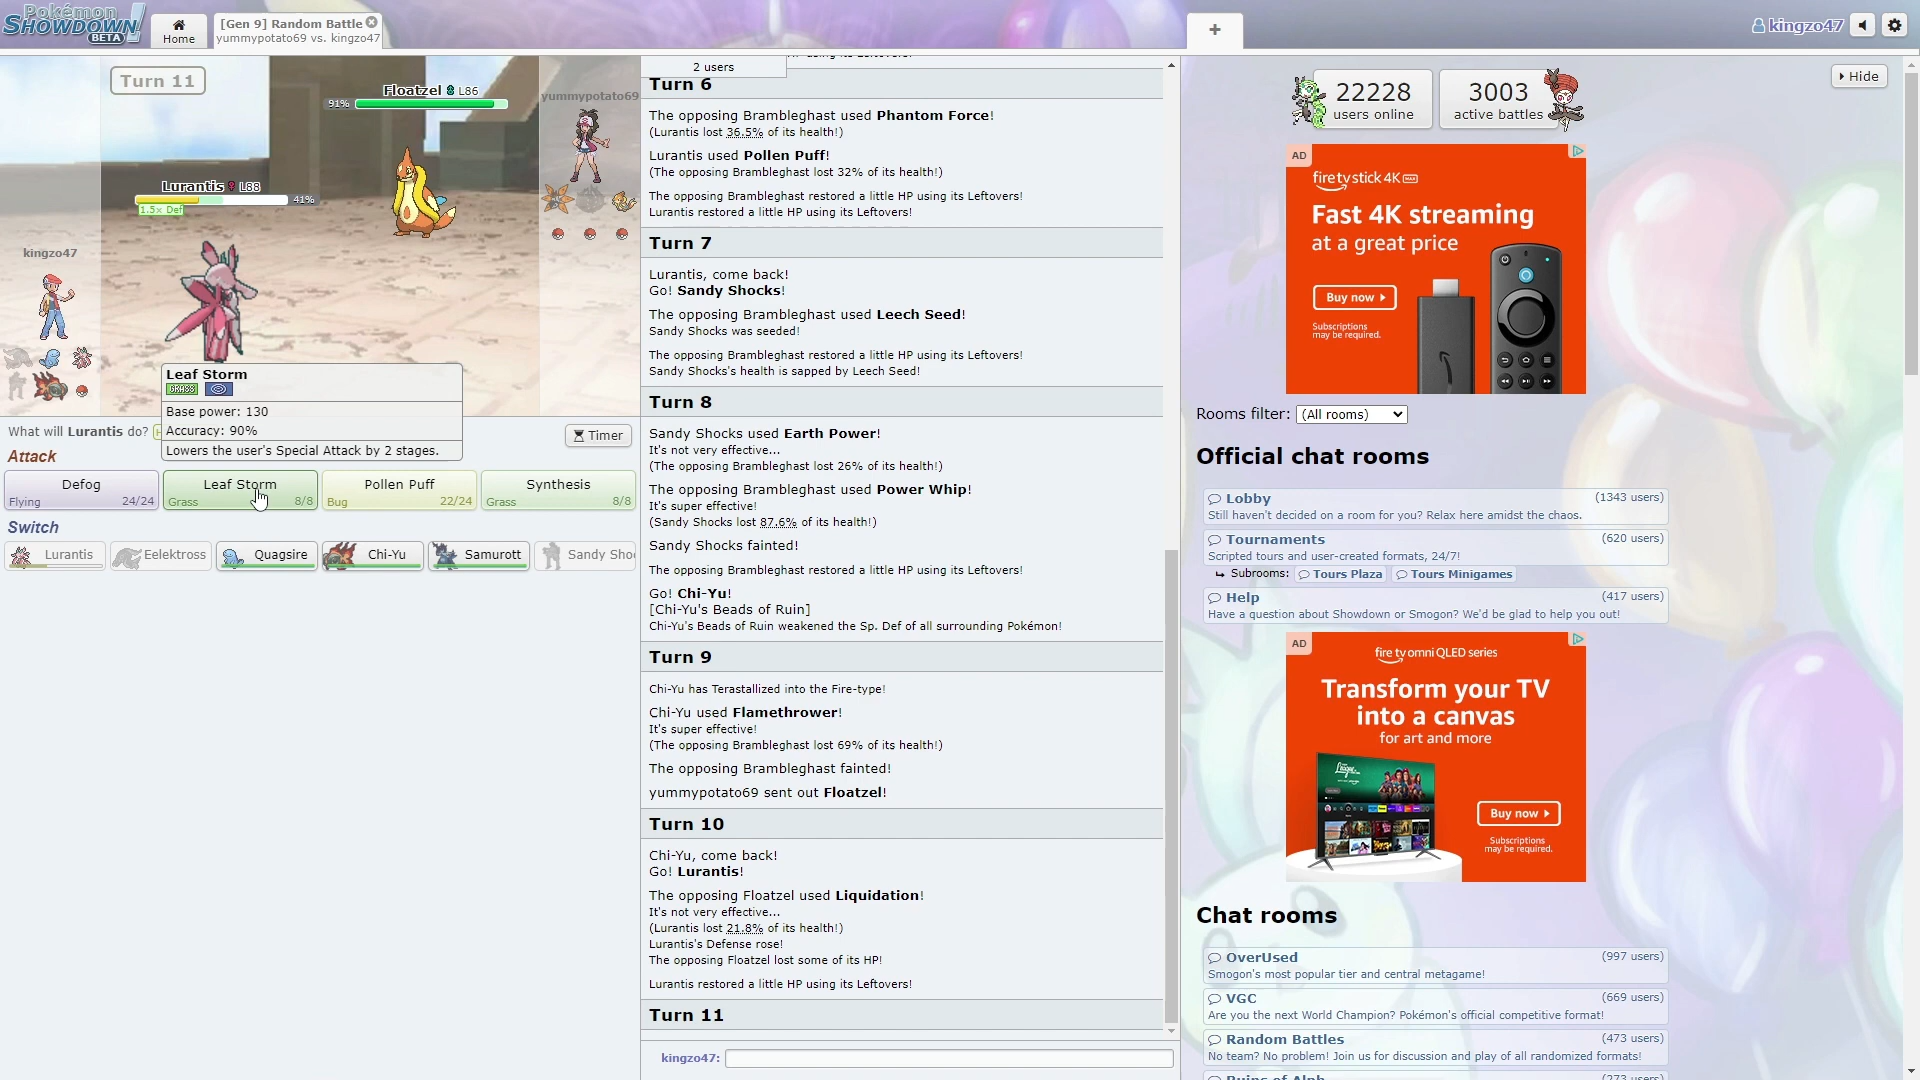 Pokémon
SHOWDOWN!
BETA
Home
[Gen 9] Random Battle
yummypotato69 vs. kingzo47
+
kingzo47
Turn 11
Floatzel L86
91%
yummypotato69
Lurantis L88
41%
1.5× Def
kingzo47
Leaf Storm
GRASS
Base power: 130
Accuracy: 90%
Lowers the user's Special Attack by 2 stages.
What will Lurantis do?
Timer
Attack
Defog
Flying 24/24
Leaf Storm
Grass 8/8
Pollen Puff
Bug 22/24
Synthesis
Grass 8/8
Switch
Lurantis
Eelektross
Quagsire
Chi-Yu
Samurott
Sandy Sho
2 users
Turn 6
The opposing Brambleghast used Phantom Force!
(Lurantis lost 36.5% of its health!)
Lurantis used Pollen Puff!
(The opposing Brambleghast lost 32% of its health!)
The opposing Brambleghast restored a little HP using its Leftovers!
Lurantis restored a little HP using its Leftovers!
Turn 7
Lurantis, come back!
Go! Sandy Shocks!
The opposing Brambleghast used Leech Seed!
Sandy Shocks was seeded!
The opposing Brambleghast restored a little HP using its Leftovers!
Sandy Shocks's health is sapped by Leech Seed!
Turn 8
Sandy Shocks used Earth Power!
It's not very effective...
(The opposing Brambleghast lost 26% of its health!)
The opposing Brambleghast used Power Whip!
It's super effective!
(Sandy Shocks lost 87.6% of its health!)
Sandy Shocks fainted!
The opposing Brambleghast restored a little HP using its Leftovers!
Go! Chi-Yu!
[Chi-Yu's Beads of Ruin]
Chi-Yu's Beads of Ruin weakened the Sp. Def of all surrounding Pokémon!
Turn 9
Chi-Yu has Terastallized into the Fire-type!
Chi-Yu used Flamethrower!
It's super effective!
(The opposing Brambleghast lost 69% of its health!)
The opposing Brambleghast fainted!
yummypotato69 sent out Floatzel!
Turn 10
Chi-Yu, come back!
Go! Lurantis!
The opposing Floatzel used Liquidation!
It's not very effective...
(Lurantis lost 21.8% of its health!)
Lurantis's Defense rose!
The opposing Floatzel lost some of its HP!
Lurantis restored a little HP using its Leftovers!
Turn 11
kingzo47:
Hide
22228
users online
3003
active battles
AD
fire tv stick 4K MAX
Fast 4K streaming
at a great price
Buy now
Subscriptions
may be required.
Rooms filter: (All rooms)
Official chat rooms
Lobby (1343 users)
Still haven't decided on a room for you? Relax here amidst the chaos.
Tournaments (620 users)
Scripted tours and user-created formats, 24/7!
Subrooms: Tours Plaza Tours Minigames
Help (417 users)
Have a question about Showdown or Smogon? We'd be glad to help you out!
AD
fire tv omni QLED series
Transform your TV
into a canvas
for art and more
Buy now
Subscriptions
may be required.
Chat rooms
OverUsed (997 users)
Smogon's most popular tier and central metagame!
VGC (669 users)
Are you the next World Champion? Pokémon's official competitive format!
Random Battles (473 users)
No team? No problem! Join us for discussion and play of all randomized formats!
Ruins of Alph (273 users)